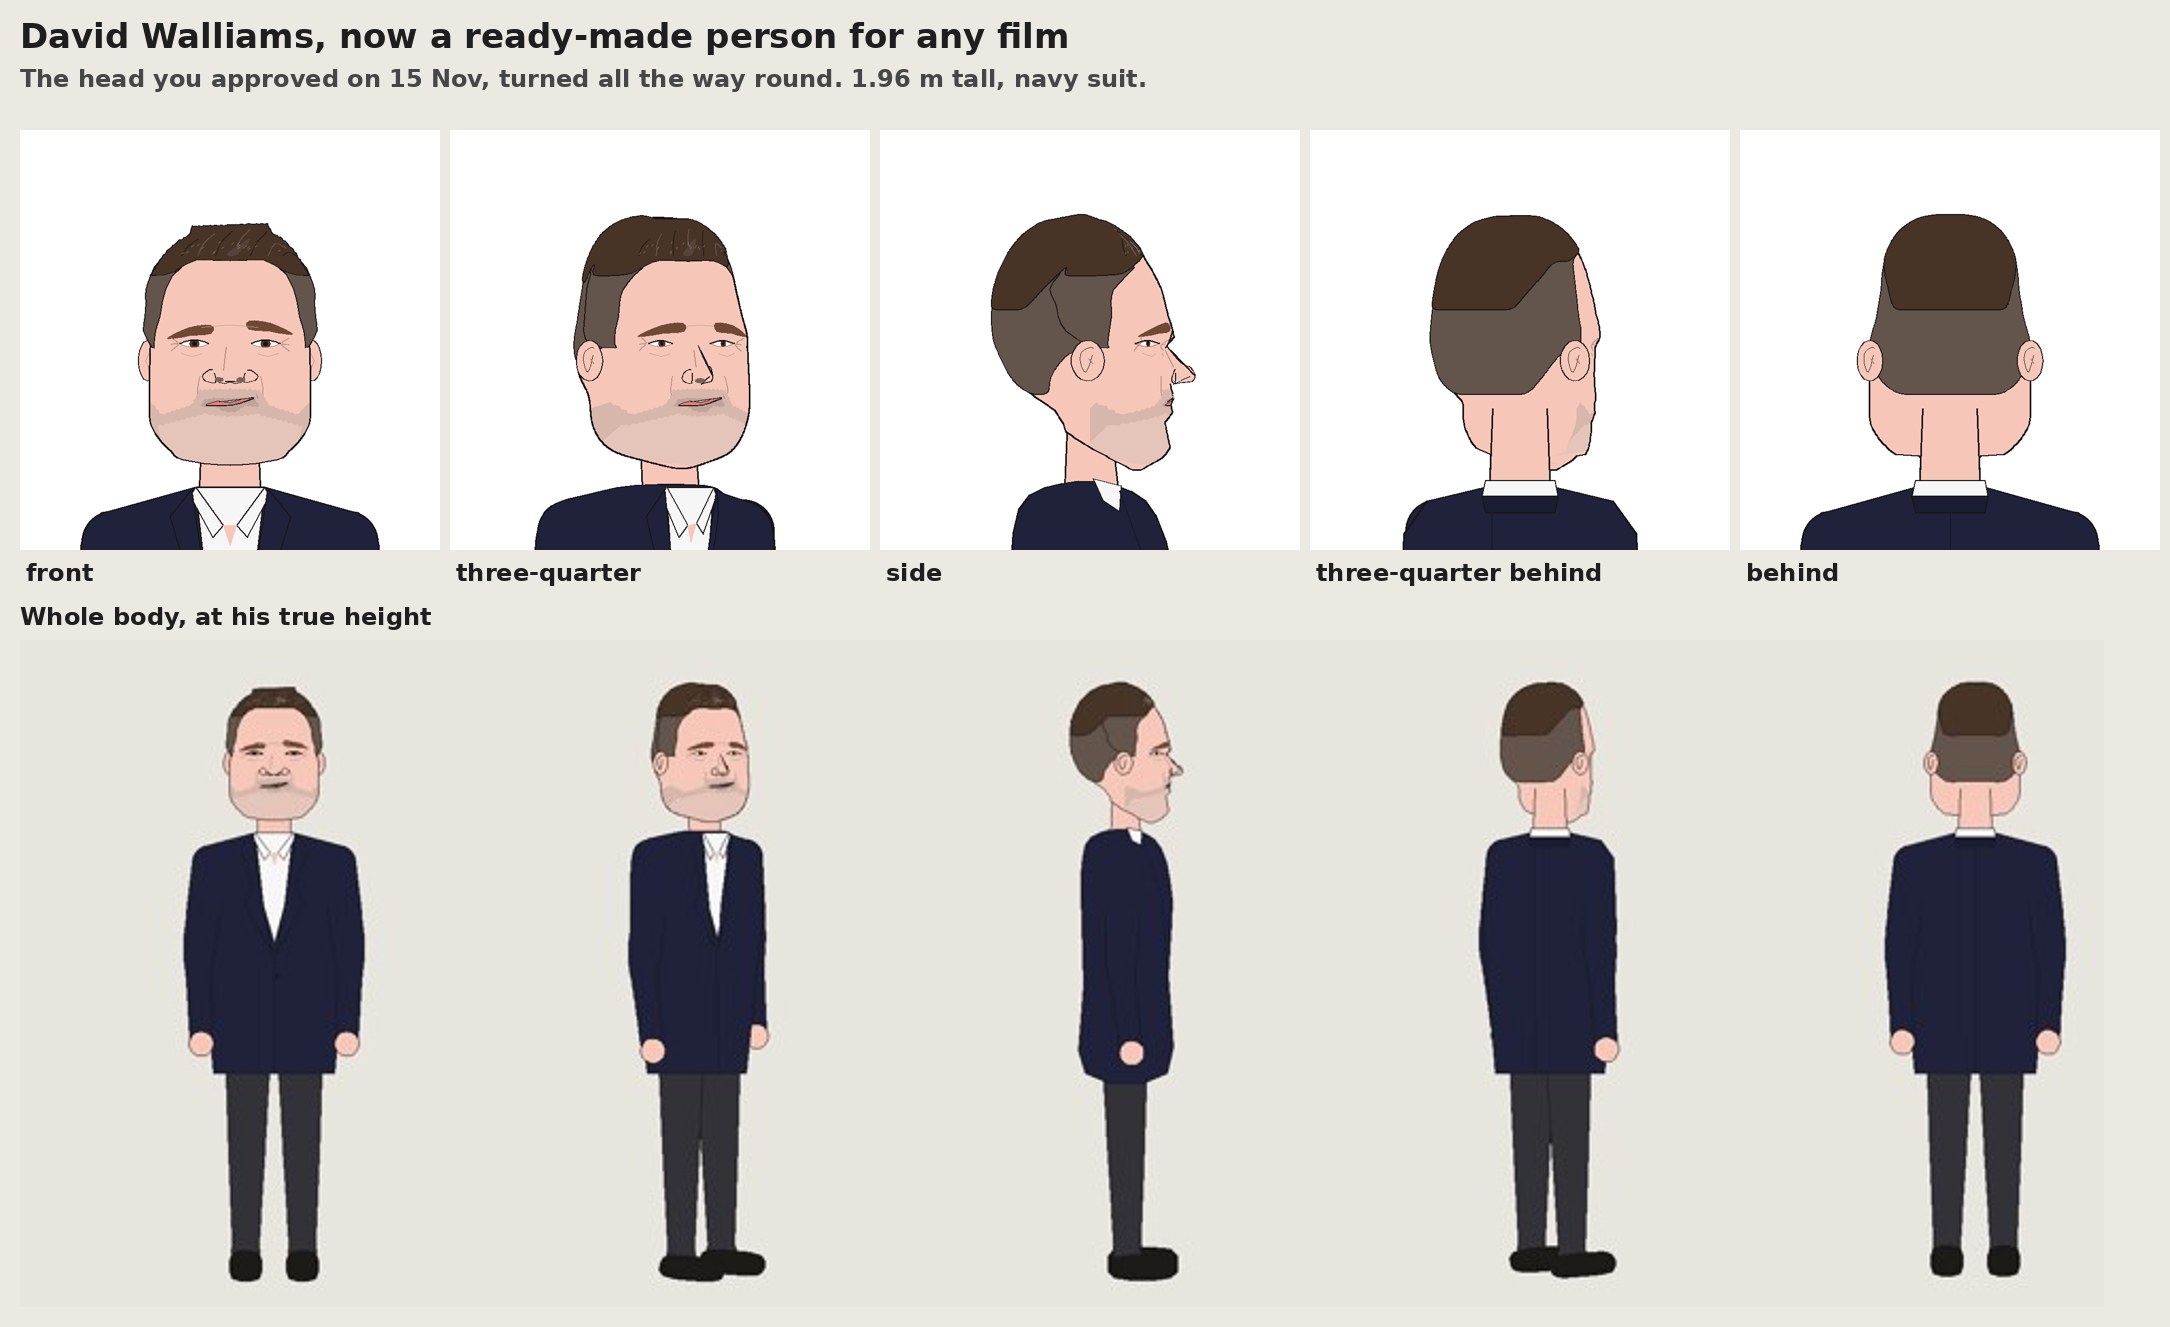 David Walliams, now a ready-made person for any film
The head you approved on 15 Nov, turned all the way round. 1.96 m tall, navy suit.
front
three-quarter
side
three-quarter behind
behind
Whole body, at his true height